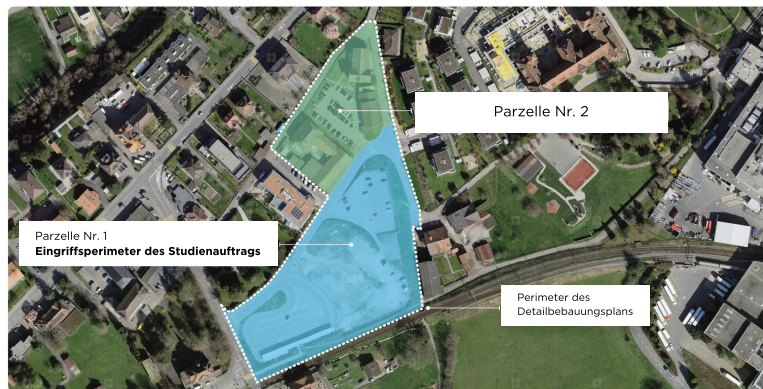 Parzelle Nr. 2
Parzelle Nr. 1
Eingriffsperimeter des Studienauftrags
Perimeter des
Detailbebauungsplans